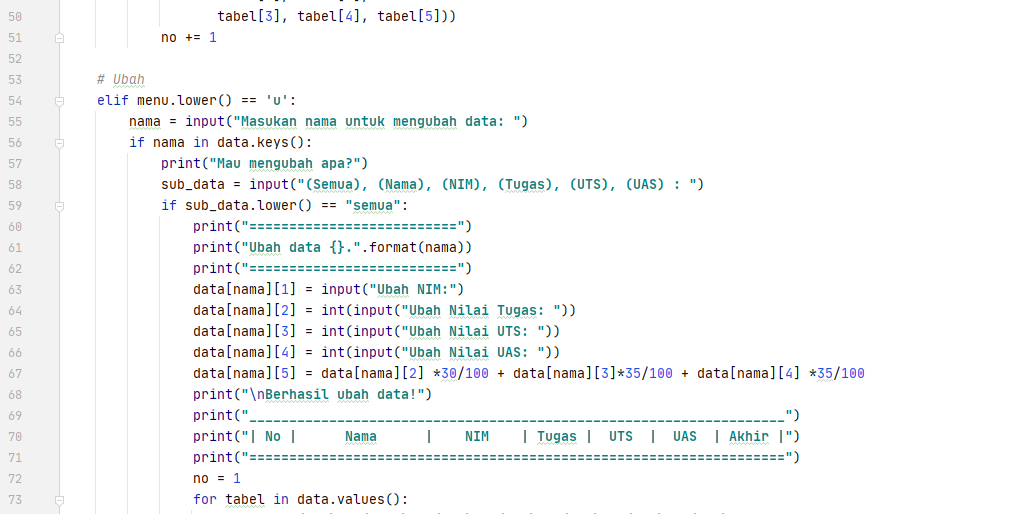 50 tabel[3], tabel[4], tabel[5]))
51 no += 1
52
53 # Ubah
54 elif menu.lower() == 'u':
55 nama = input("Masukan nama untuk mengubah data: ")
56 if nama in data.keys():
57 print("Mau mengubah apa?")
58 sub_data = input("(Semua), (Nama), (NIM), (Tugas), (UTS), (UAS) : ")
59 if sub_data.lower() == "semua":
60 print("==========================")
61 print("Ubah data {}.".format(nama))
62 print("==========================")
63 data[nama][1] = input("Ubah NIM:")
64 data[nama][2] = int(input("Ubah Nilai Tugas: "))
65 data[nama][3] = int(input("Ubah Nilai UTS: "))
66 data[nama][4] = int(input("Ubah Nilai UAS: "))
67 data[nama][5] = data[nama][2] *30/100 + data[nama][3]*35/100 + data[nama][4] *35/100
68 print("\nBerhasil ubah data!")
69 print("___________________________________________________________________")
70 print("| No |      Nama      |    NIM    | Tugas |  UTS  |  UAS  | Akhir |")
71 print("===================================================================")
72 no = 1
73 for tabel in data.values():